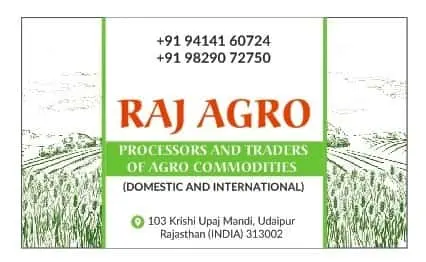 +91 94141 60724
+91 98290 72750
RAJ AGRO
PROCESSORS AND TRADERS
OF AGRO COMMODITIES
(DOMESTIC AND INTERNATIONAL)
103 Krishi Upaj Mandi, Udaipur
Rajasthan (INDIA) 313002